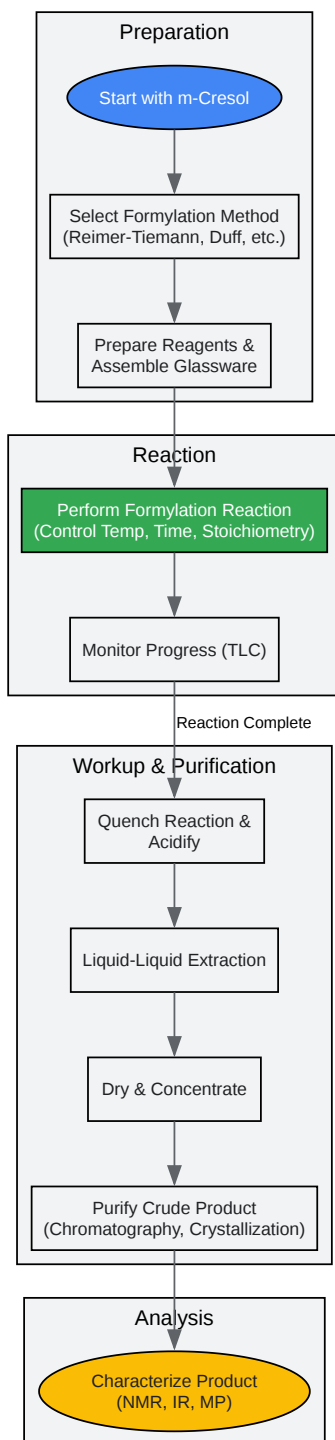 Preparation
Start with m-Cresol
Select Formylation Method
(Reimer-Tiemann, Duff, etc.)
Prepare Reagents &
Assemble Glassware
Reaction
Perform Formylation Reaction
(Control Temp, Time, Stoichiometry)
Monitor Progress (TLC)
Reaction Complete
Workup & Purification
Quench Reaction &
Acidify
Liquid-Liquid Extraction
Dry & Concentrate
Purify Crude Product
(Chromatography, Crystallization)
Analysis
Characterize Product
(NMR, IR, MP)